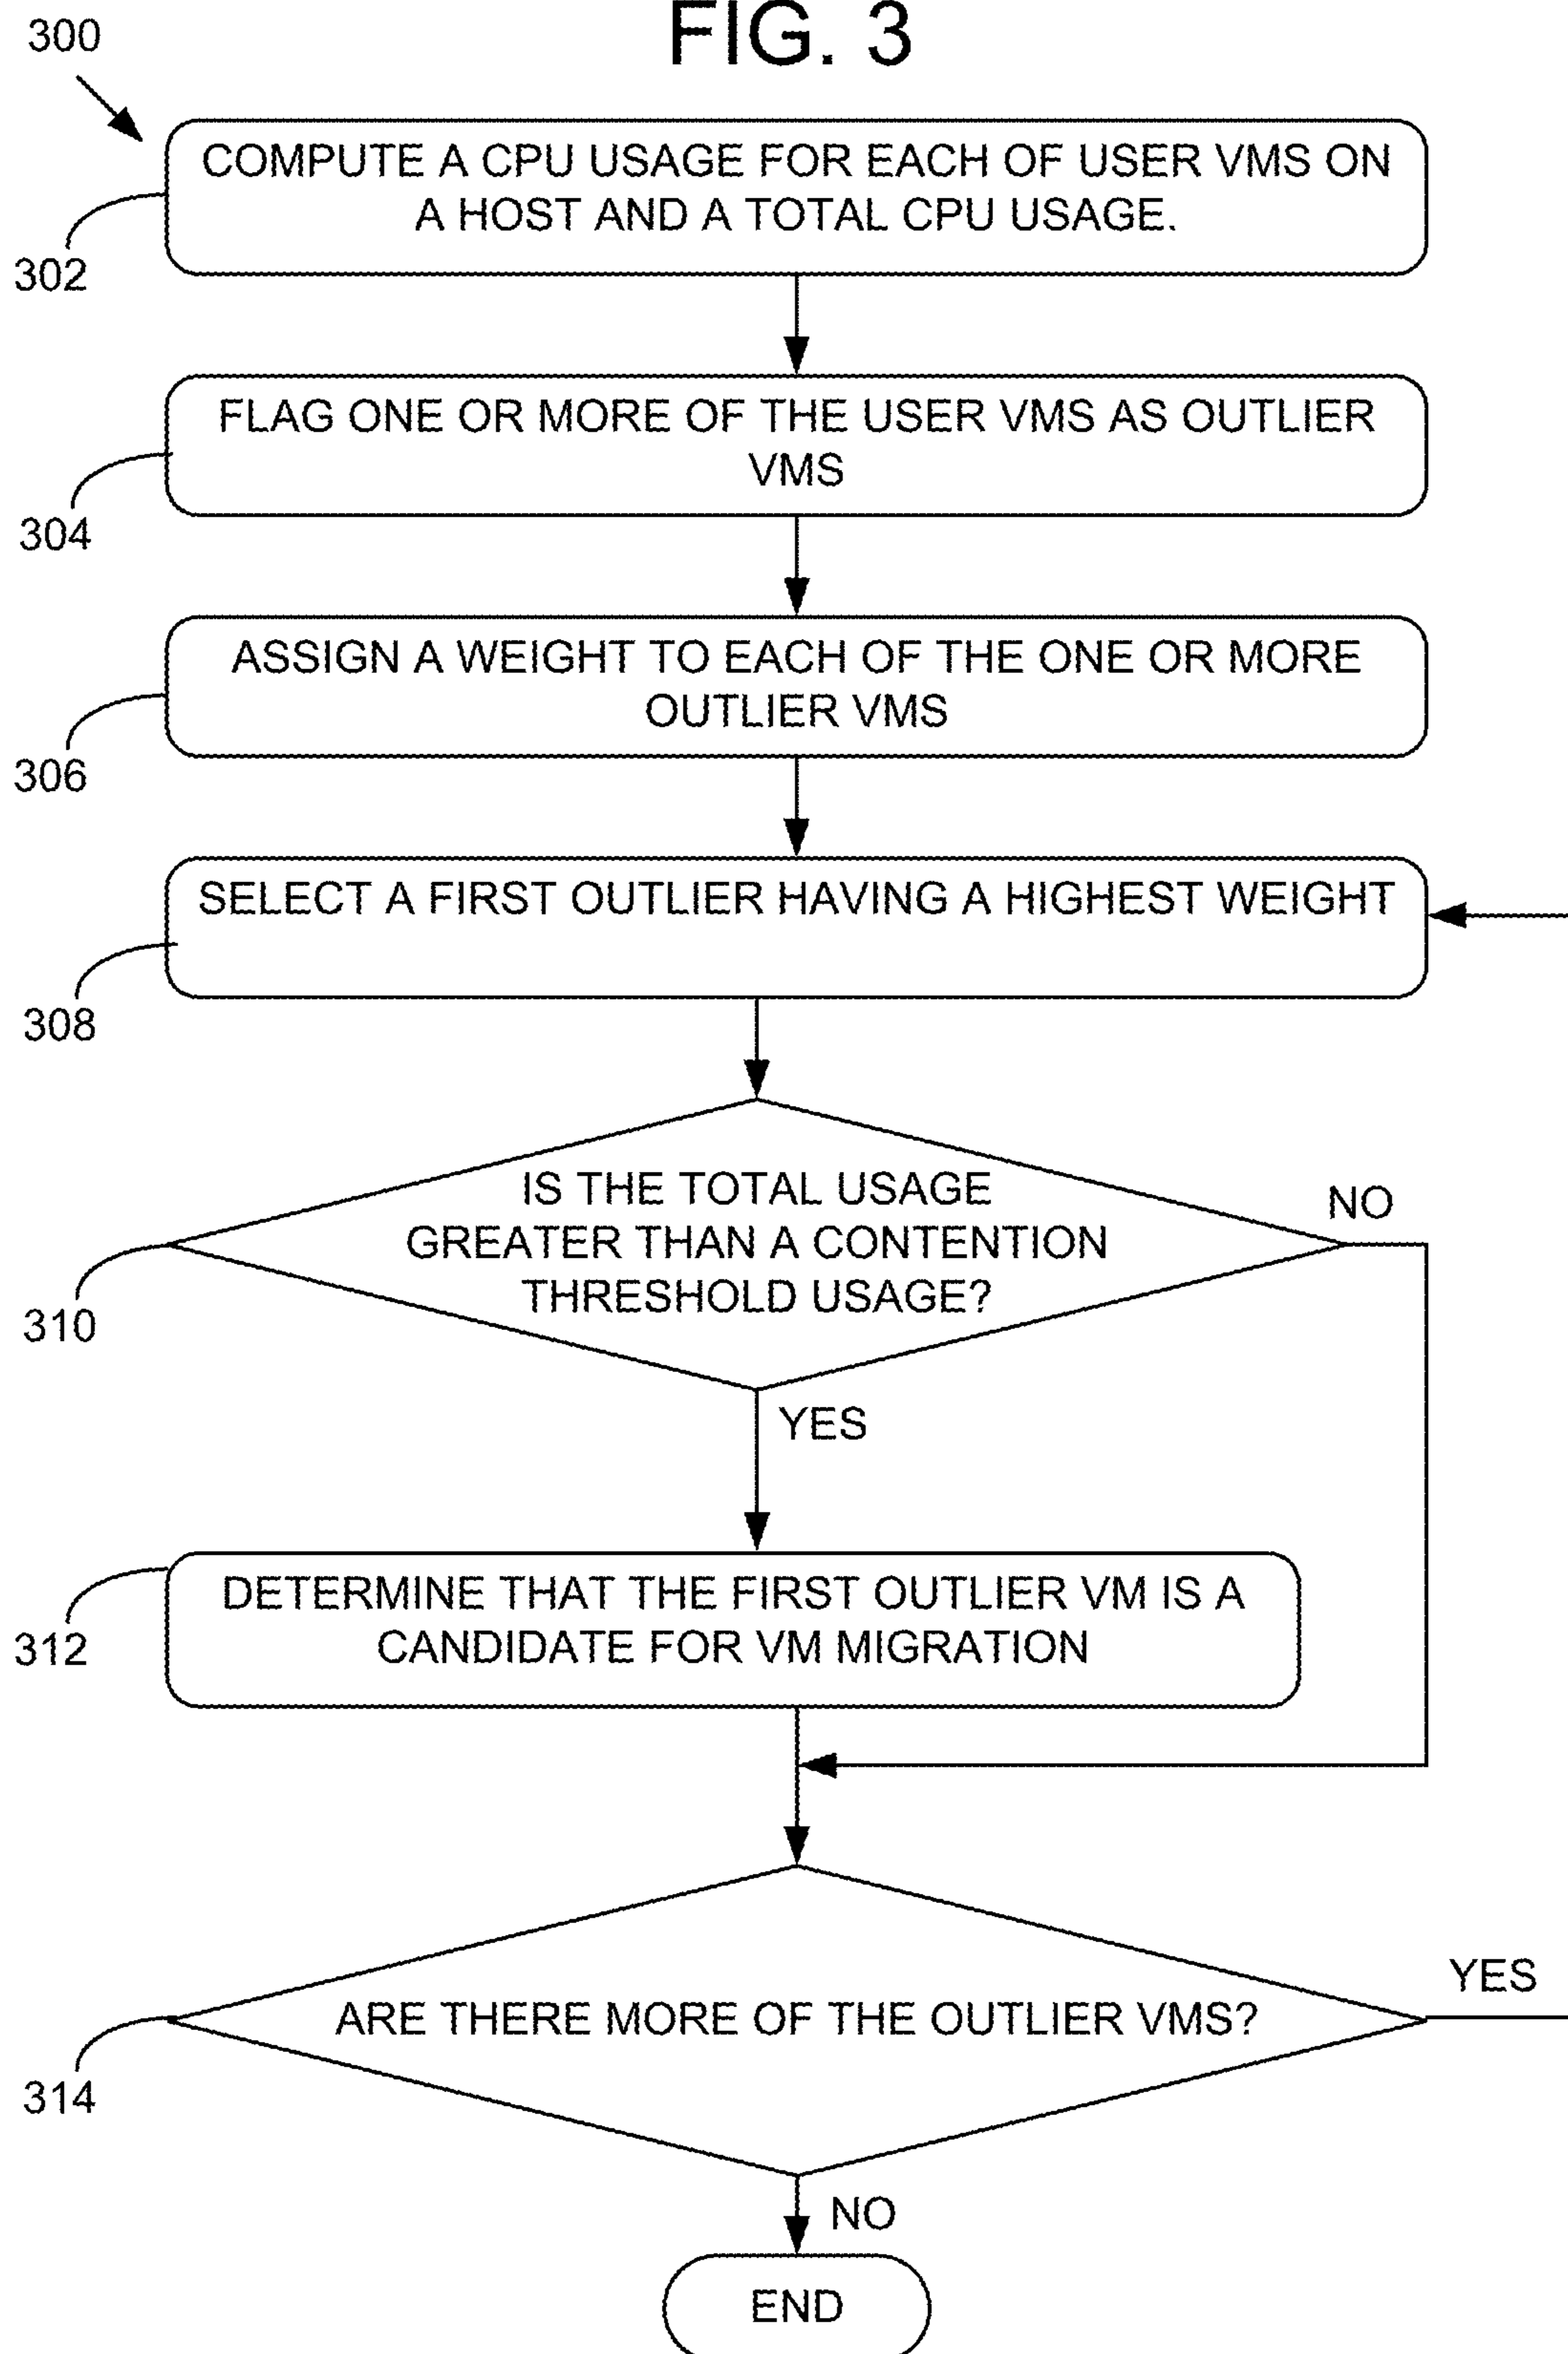 FIG. 3
300
COMPUTE A CPU USAGE FOR EACH OF USER VMS ON
A HOST AND A TOTAL CPU USAGE.
302
FLAG ONE OR MORE OF THE USER VMS AS OUTLIER
VMS
304
ASSIGN A WEIGHT TO EACH OF THE ONE OR MORE
OUTLIER VMS
306
SELECT A FIRST OUTLIER HAVING A HIGHEST WEIGHT
308
IS THE TOTAL USAGE
GREATER THAN A CONTENTION
THRESHOLD USAGE?
NO
310
YES
DETERMINE THAT THE FIRST OUTLIER VM IS A
CANDIDATE FOR VM MIGRATION
312
ARE THERE MORE OF THE OUTLIER VMS?
YES
314
NO
END